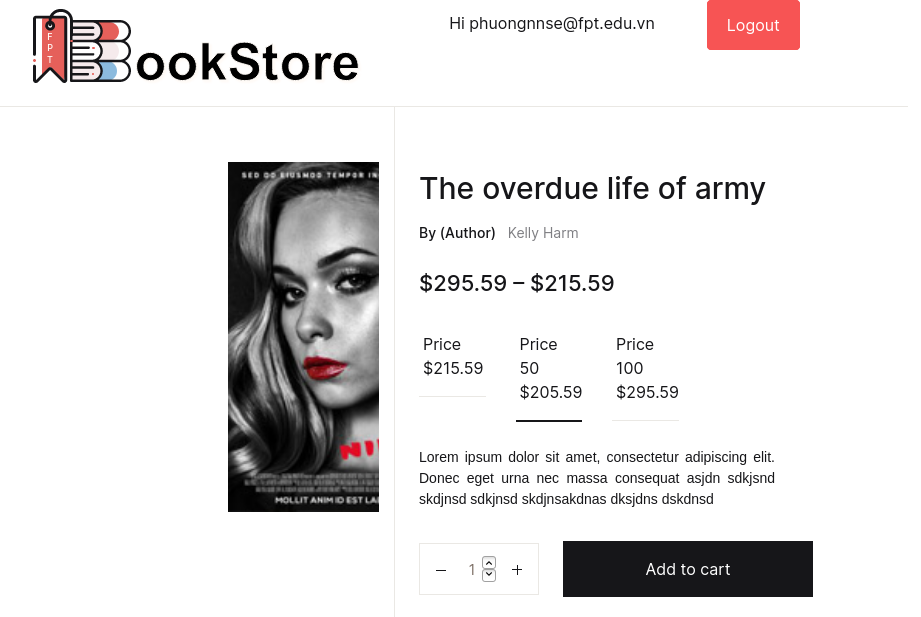 FPT
ookStore
Hi phuongnnse@fpt.edu.vn
Logout
SED DO EIUSMOD TEMPOR IN
MOLLIT ANIM ID EST LA
The overdue life of army
By (Author) Kelly Harm
$295.59 – $215.59
Price
$215.59
Price
50
$205.59
Price
100
$295.59
Lorem ipsum dolor sit amet, consectetur adipiscing elit.
Donec eget urna nec massa consequat asjdn sdkjsnd
skdjnsd sdkjnsd skdjnsakdnas dksjdns dskdnsd
– 1 +
Add to cart